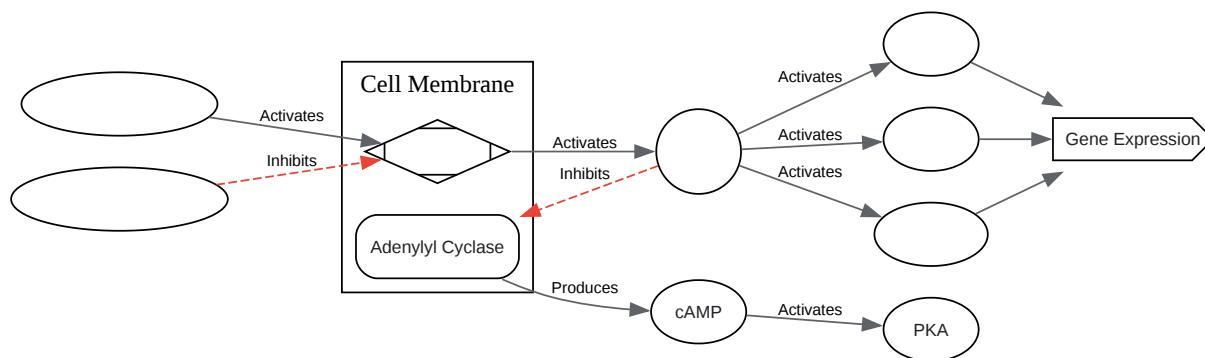 Activates
Inhibits
Cell Membrane
Adenylyl Cyclase
Activates
Inhibits
Produces
cAMP
Activates
Activates
Activates
Activates
PKA
Gene Expression